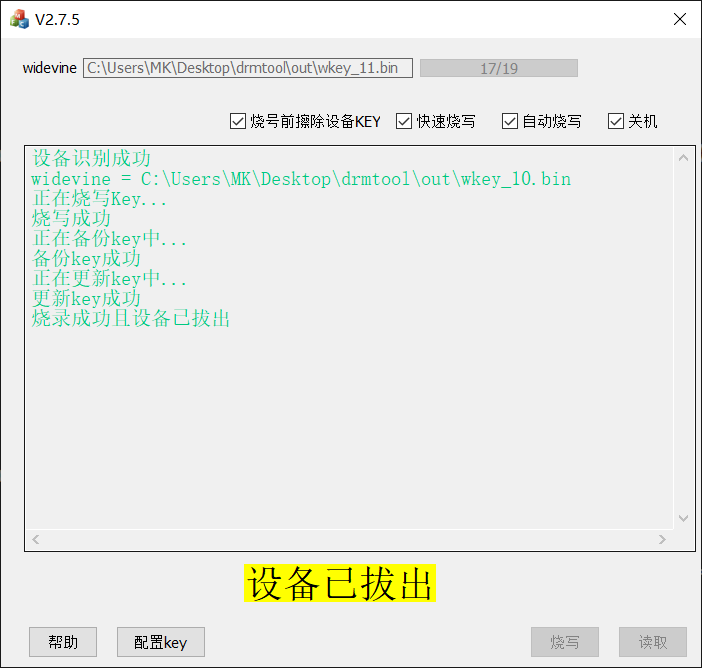 V2.7.5
widevine C:\Users\MK\Desktop\drmtool\out\wkey_11.bin 17/19
烧号前擦除设备KEY 快速烧写 自动烧写 关机
设备识别成功
widevine = C:\Users\MK\Desktop\drmtool\out\wkey_10.bin
正在烧写Key...
烧写成功
正在备份key中...
备份key成功
正在更新key中...
更新key成功
烧录成功且设备已拔出
设备已拔出
帮助 配置key 烧写 读取